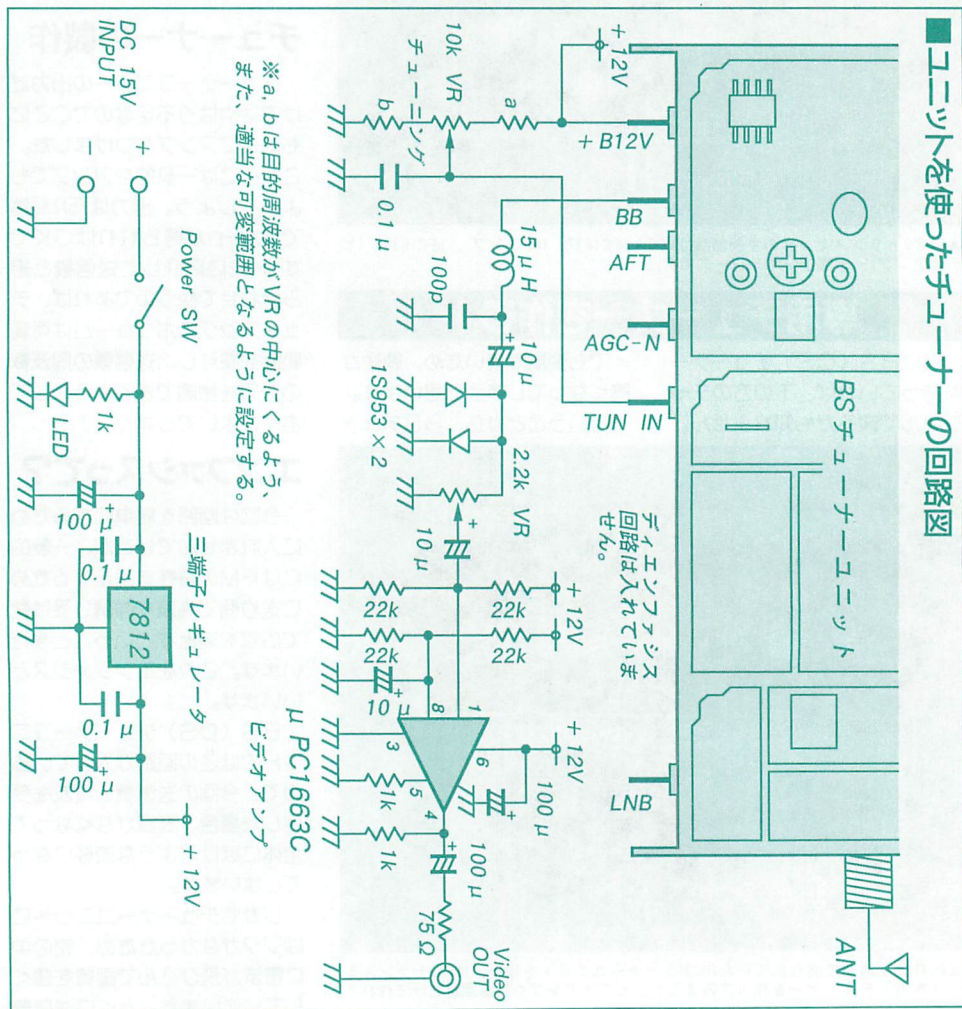 ■ユニットを使ったチューナーの回路図
BSチューナーユニット
ANT
+B12V
BB
AFT
AGC-N
TUN IN
LNB
+12V
10k VR
チューニング
a
b
0.1μ
15μH
100p
10μ
+
1S953×2
2.2k VR
+
10μ
ディエンファシス
回路は入れていま
せん。
+12V
+12V
22k
22k
22k
22k
+
10μ
8
3
5
4
6
+12V
100μ
+
1k
1k
+
100μ
75Ω
Video
OUT
μPC1663C
ビデオアンプ
※a、bは目的周波数がVRの中心にくるよう、
また、適当な可変範囲となるように設定する。
DC 15V
INPUT
+
−
Power SW
1k
LED
+
100μ
0.1μ
三端子レギュレーター
7812
0.1μ
+
100μ
+12V